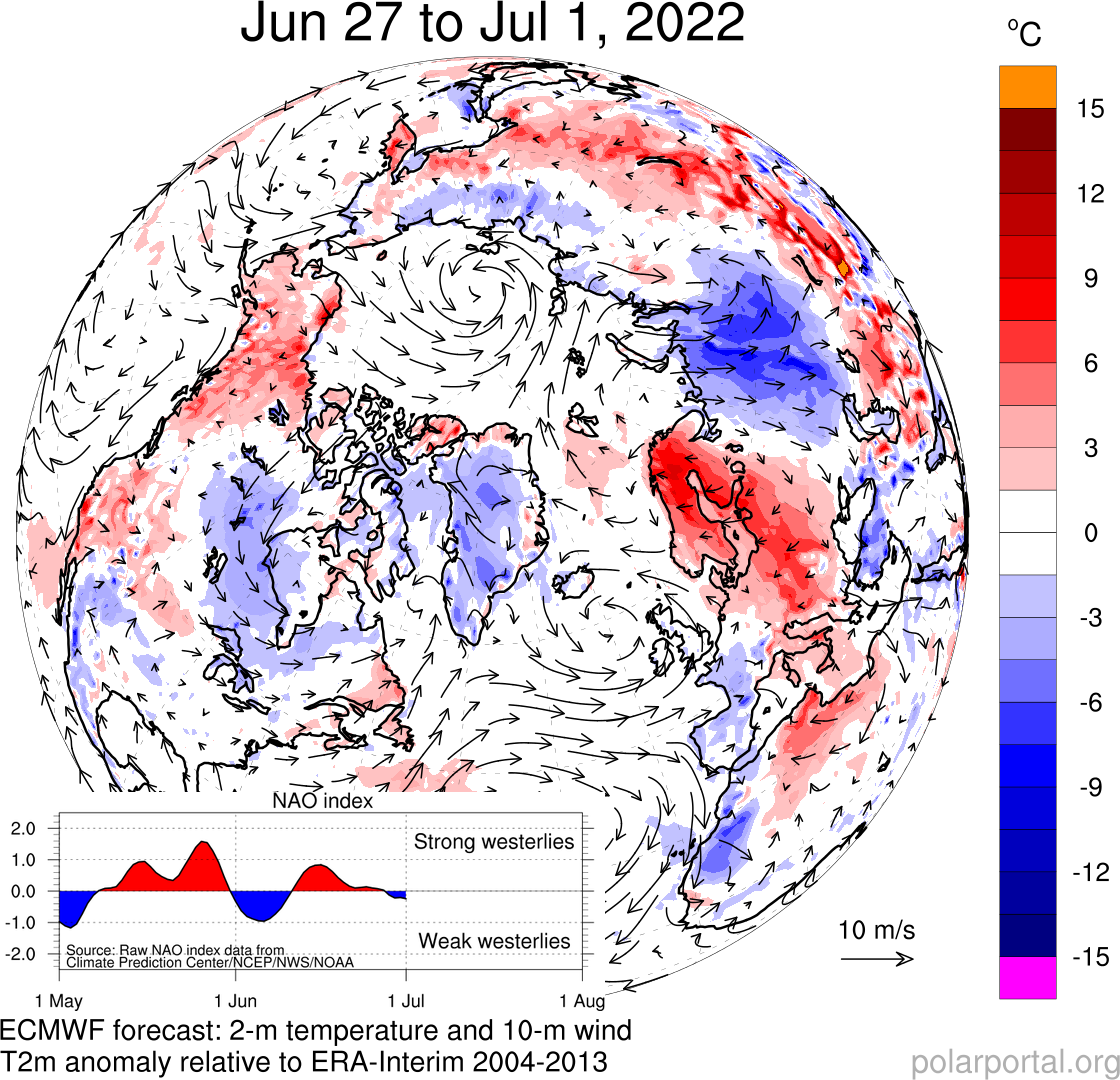 Jun 27 to Jul 1, 2022
°C
15
12
9
6
3
0
-3
-6
-9
-12
-15
10 m/s
NAO index
2.0
1.0
0.0
-1.0
-2.0
Strong westerlies
Weak westerlies
Source: Raw NAO index data from
Climate Prediction Center/NCEP/NWS/NOAA
1 May
1 Jun
1 Jul
1 Aug
ECMWF forecast: 2-m temperature and 10-m wind
T2m anomaly relative to ERA-Interim 2004-2013
polarportal.org